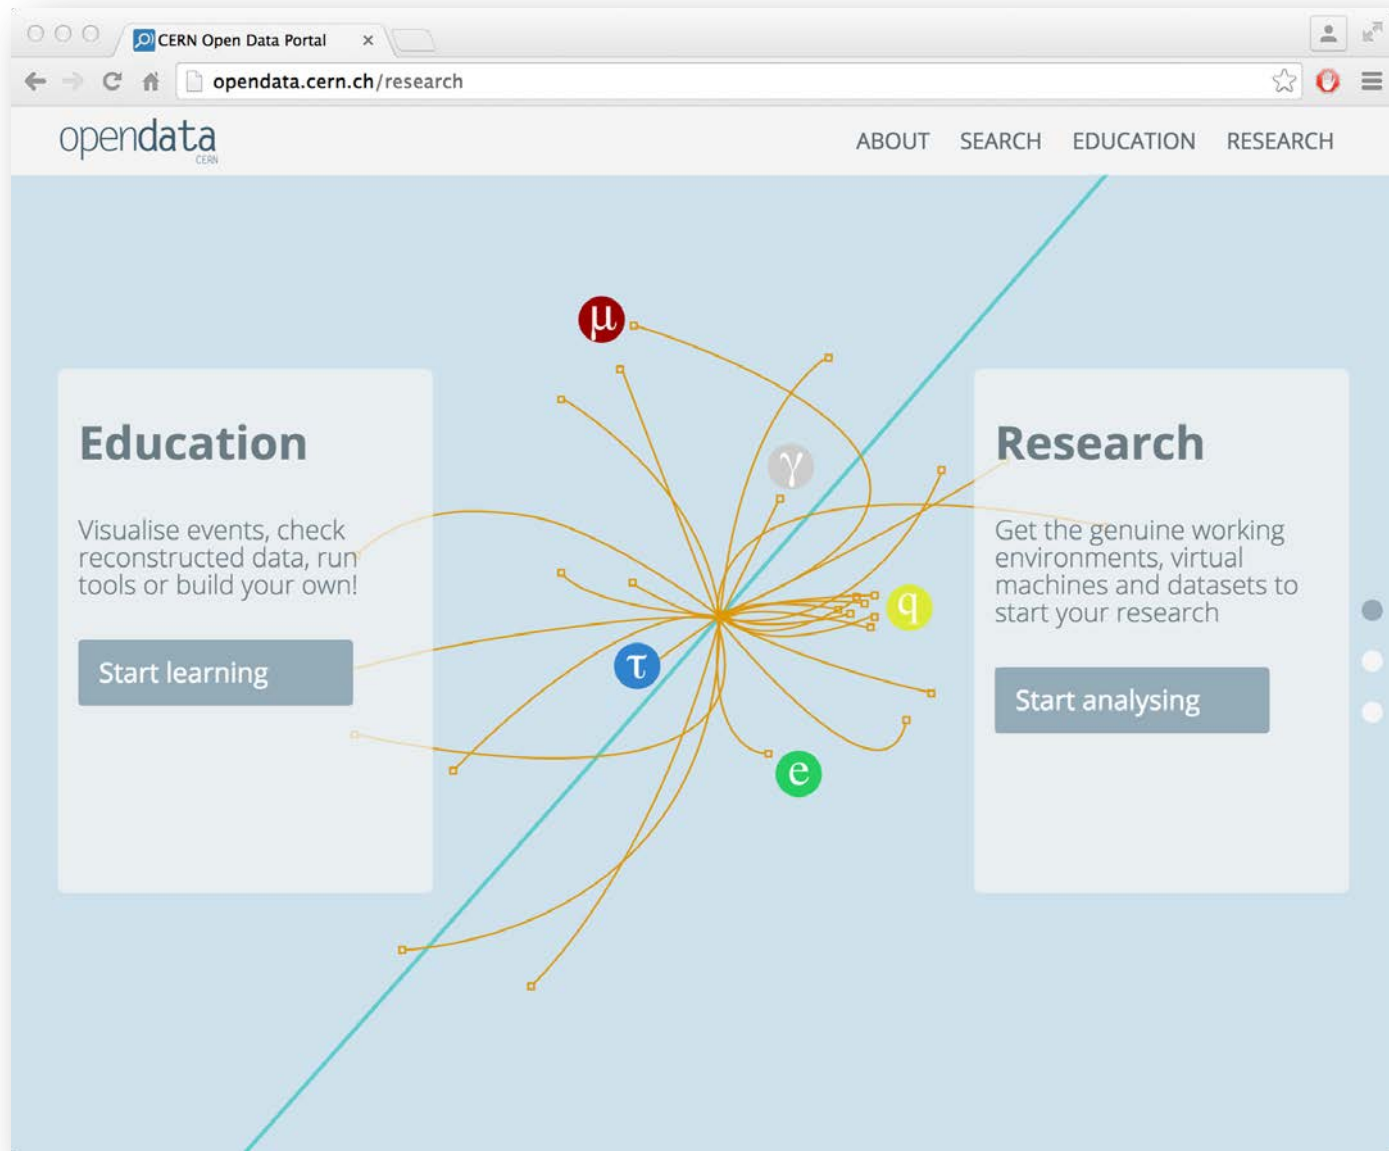 CERN Open Data Portal
opendata.cern.ch/research
opendata
CERN
ABOUT SEARCH EDUCATION RESEARCH
μ
γ
q
τ
e
Education
Visualise events, check
reconstructed data, run
tools or build your own!
Start learning
Research
Get the genuine working
environments, virtual
machines and datasets to
start your research
Start analysing